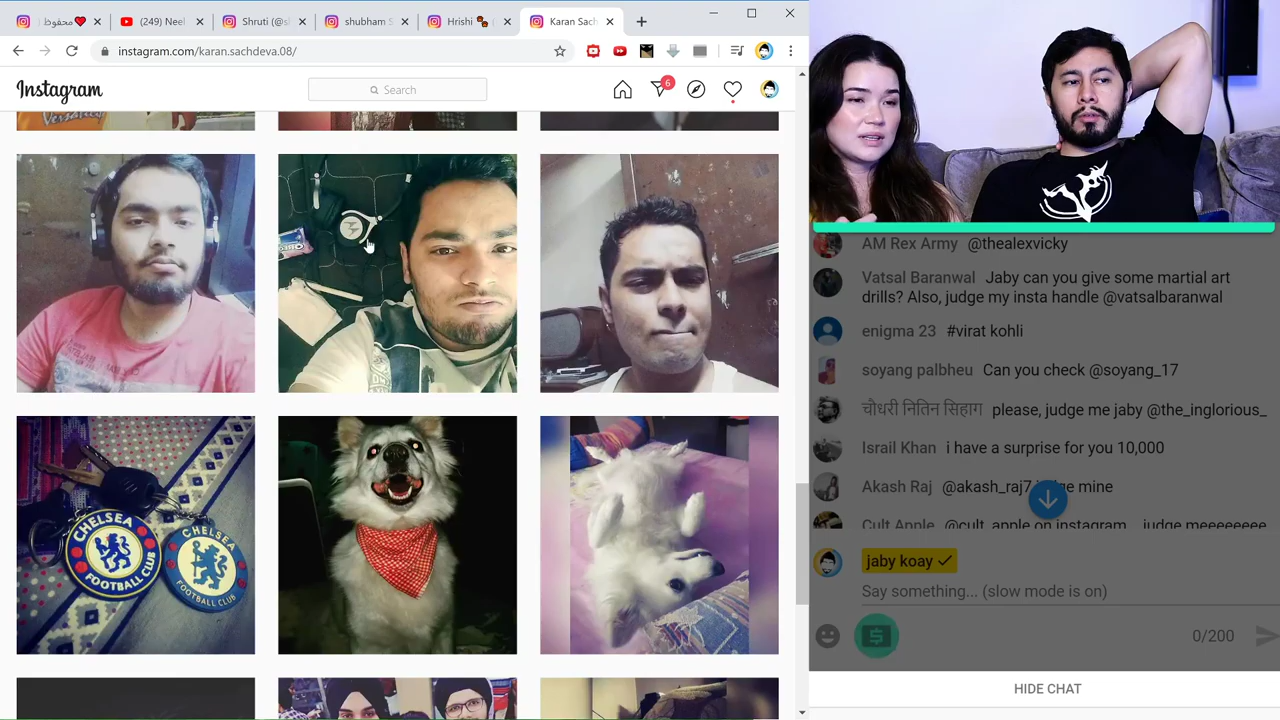 محفوظ❤
(249) Neel
Shruti (@sl
shubham S
Hrishi
Karan Sach
instagram.com/karan.sachdeva.08/
Instagram
Search
6
CHELSEA
FOOTBALL CLUB
CHELSEA
FOOTBALL CLUB
AM Rex Army @thealexvicky
Vatsal Baranwal Jaby can you give some martial art
drills? Also, judge my insta handle @vatsalbaranwal
enigma 23 #virat kohli
soyang palbheu Can you check @soyang_17
चौधरी नितिन सिहाग please, judge me jaby @the_inglorious_
Israil Khan i have a surprise for you 10,000
Akash Raj @akash_raj7 judge mine
Cult Apple @cult_apple on instagram... judge meeeeeeee
jaby koay ✓
Say something... (slow mode is on)
0/200
HIDE CHAT